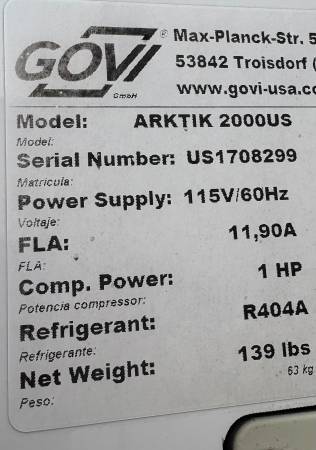 GOVI
GmbH
® Max-Planck-Str. 5
53842 Troisdorf (
www.govi-usa.co
Model: ARKTIK 2000US
Model:
Serial Number: US1708299
Matricula:
Power Supply: 115V/60Hz
Voltaje:
FLA: 11,90A
FLA:
Comp. Power: 1 HP
Potencia compressor:
Refrigerant: R404A
Refrigerante:
Net Weight: 139 lbs
Peso: 63 kg